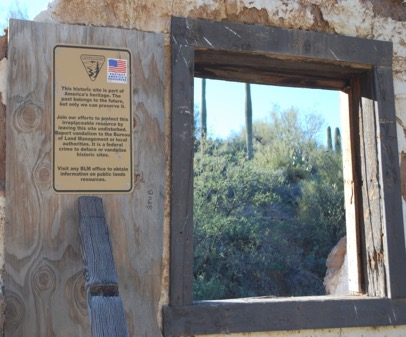 This historic site is part of
America's heritage. The
past belongs to the future,
but only we can preserve it.
Join our efforts to protect this
irreplaceable resource by
leaving this site undisturbed.
Report vandalism to the Bureau
of Land Management or local
authorities. It is a federal
crime to deface or vandalize
historic sites.
Visit any BLM office to obtain
information on public lands
resources.